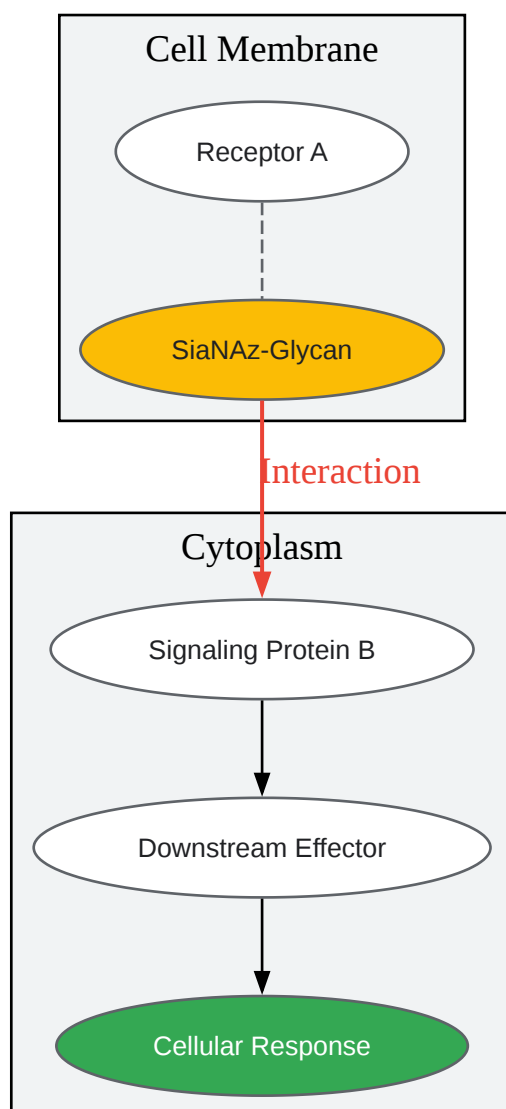 Cell Membrane
Receptor A
SiaNAz-Glycan
Interaction
Cytoplasm
Signaling Protein B
Downstream Effector
Cellular Response